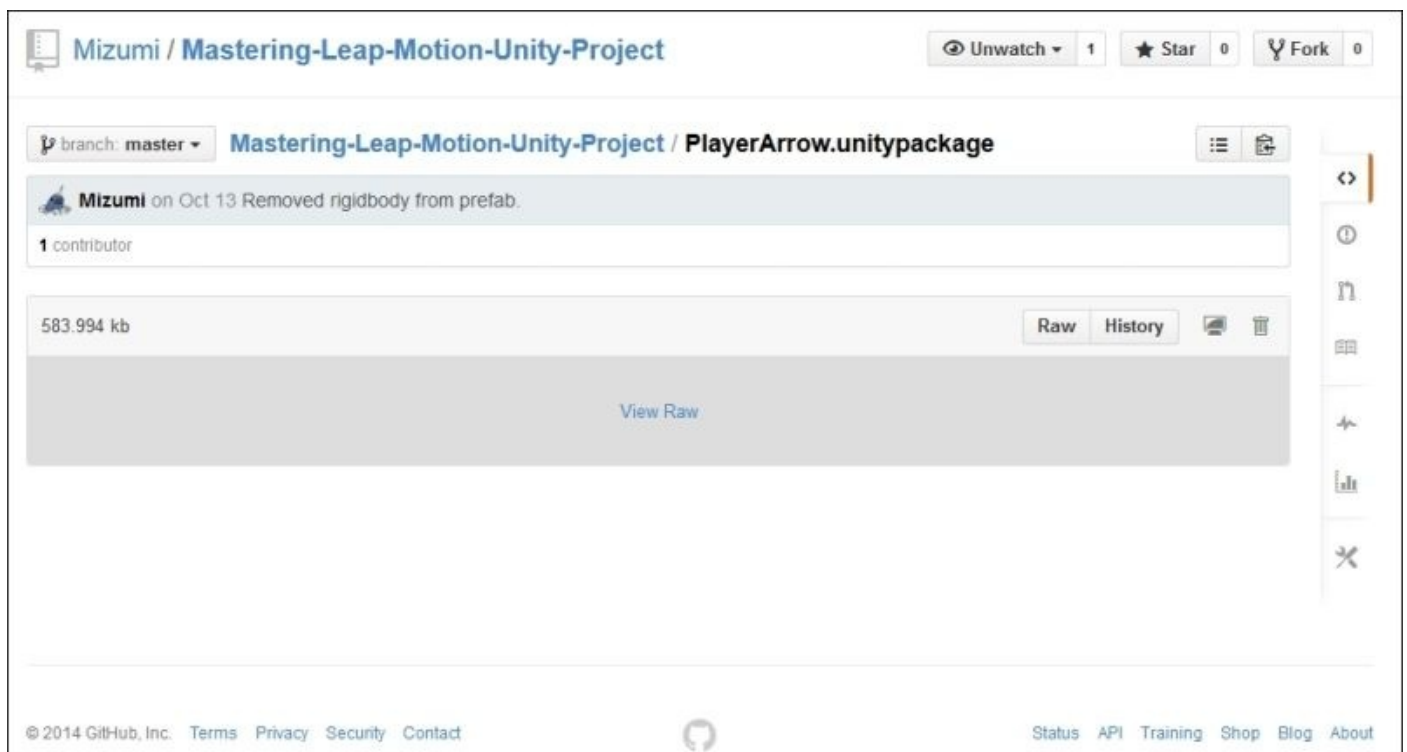 Mizumi / Mastering-Leap-Motion-Unity-Project Unwatch 1 Star 0 Fork 0
branch: master Mastering-Leap-Motion-Unity-Project / PlayerArrow.unitypackage
Mizumi on Oct 13 Removed rigidbody from prefab.
1 contributor
583.994 kb Raw History
View Raw
© 2014 GitHub, Inc. Terms Privacy Security Contact Status API Training Shop Blog About